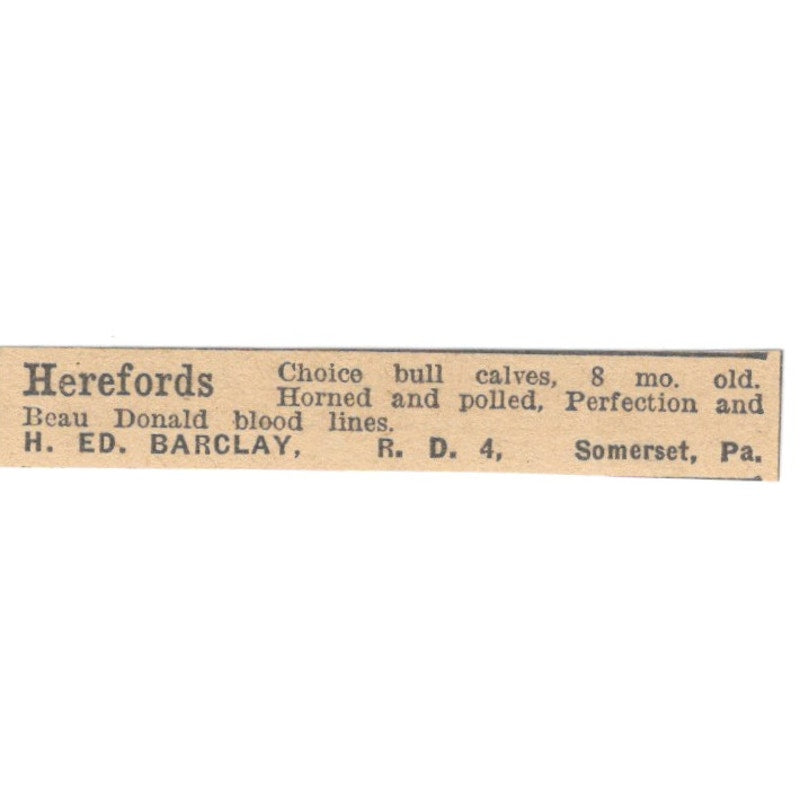 Herefords Choice bull calves, 8 mo. old.
Horned and polled, Perfection and
Beau Donald blood lines.
H. ED. BARCLAY, R. D. 4, Somerset, Pa.